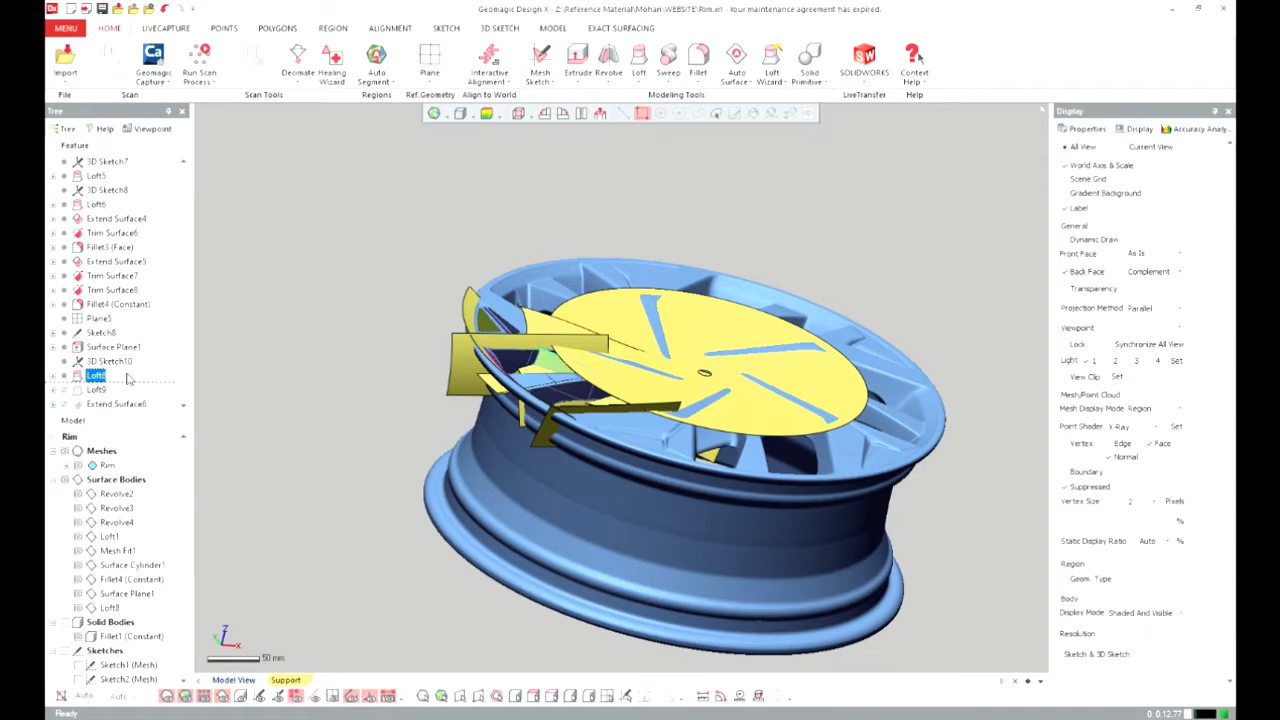 Geomagic Design X - Z:\Reference Material\Mohan\WEBSITE\Rim.xrl - Your maintenance agreement has expired.
MENU HOME LIVECAPTURE POINTS POLYGONS REGION ALIGNMENT SKETCH 3D SKETCH MODEL EXACT SURFACING
Import Geomagic Capture Run Scan Process Decimate Healing Wizard Auto Segment Plane Interactive Alignment Mesh Sketch Extrude Revolve Loft Sweep Fillet Auto Surface Loft Wizard Solid Primitive SOLIDWORKS Context Help
File Scan Scan Tools Regions Ref.Geometry Align to World Modeling Tools LiveTransfer Help
Tree
Tree Help Viewpoint
Feature
3D Sketch7
Loft5
3D Sketch8
Loft6
Extend Surface4
Trim Surface6
Fillet3 (Face)
Extend Surface5
Trim Surface7
Trim Surface8
Fillet4 (Constant)
Plane5
Sketch8
Surface Plane1
3D Sketch10
Loft8
Loft9
Extend Surface6
Model
Rim
Meshes
Rim
Surface Bodies
Revolve2
Revolve3
Revolve4
Loft1
Mesh Fit1
Surface Cylinder1
Fillet4 (Constant)
Surface Plane1
Loft8
Solid Bodies
Fillet1 (Constant)
Sketches
Sketch1 (Mesh)
Sketch2 (Mesh)
Z
X
50 mm
Model View Support
Auto
Ready
Display
Properties Display Accuracy Analy...
All View Current View
World Axis & Scale
Scene Grid
Gradient Background
Label
General
Dynamic Draw
Front Face As Is
Back Face Complement
Transparency
Projection Method Parallel
Viewpoint
Lock Synchronize All View
Light 1 2 3 4 Set
View Clip Set
Mesh/Point Cloud
Mesh Display Mode Region
Point Shader X-Ray Set
Vertex Edge Face
Normal
Boundary
Suppressed
Vertex Size 2 Pixels
%
Static Display Ratio Auto %
Region
Geom. Type
Body
Display Mode Shaded And Visible
Resolution
Sketch & 3D Sketch
0: 0:12.77